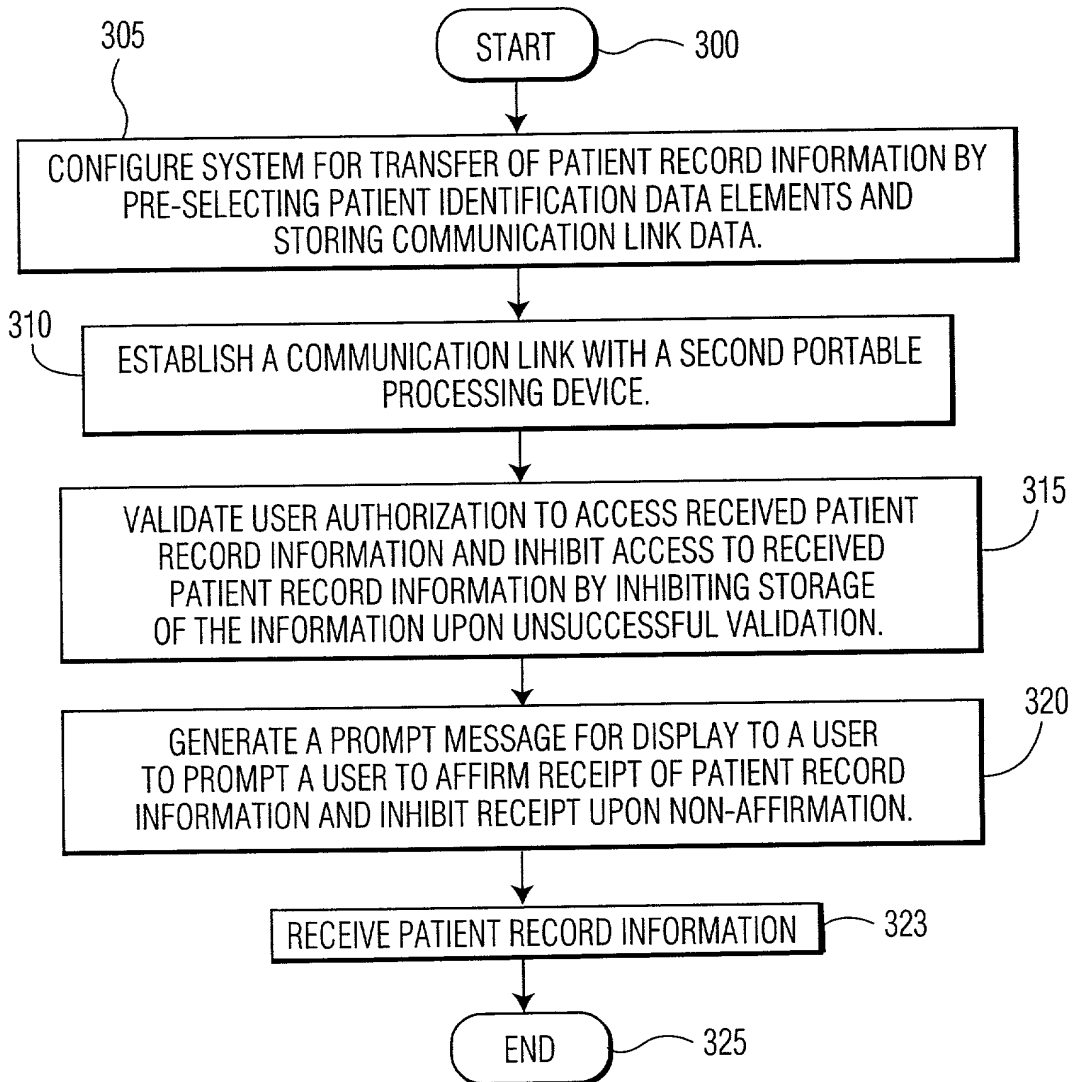 305
START
300
CONFIGURE SYSTEM FOR TRANSFER OF PATIENT RECORD INFORMATION BY
PRE-SELECTING PATIENT IDENTIFICATION DATA ELEMENTS AND
STORING COMMUNICATION LINK DATA.
310
ESTABLISH A COMMUNICATION LINK WITH A SECOND PORTABLE
PROCESSING DEVICE.
315
VALIDATE USER AUTHORIZATION TO ACCESS RECEIVED PATIENT
RECORD INFORMATION AND INHIBIT ACCESS TO RECEIVED
PATIENT RECORD INFORMATION BY INHIBITING STORAGE
OF THE INFORMATION UPON UNSUCCESSFUL VALIDATION.
320
GENERATE A PROMPT MESSAGE FOR DISPLAY TO A USER
TO PROMPT A USER TO AFFIRM RECEIPT OF PATIENT RECORD
INFORMATION AND INHIBIT RECEIPT UPON NON-AFFIRMATION.
RECEIVE PATIENT RECORD INFORMATION
323
END
325